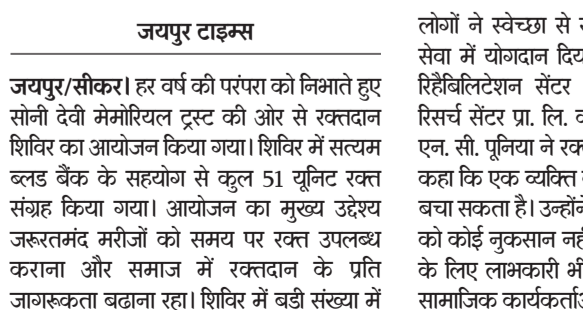 जयपुर टाइम्स
जयपुर/सीकर। हर वर्ष की परंपरा को निभाते हुए
सोनी देवी मेमोरियल ट्रस्ट की ओर से रक्तदान
शिविर का आयोजन किया गया। शिविर में सत्यम
ब्लड बैंक के सहयोग से कुल 51 यूनिट रक्त
संग्रह किया गया। आयोजन का मुख्य उद्देश्य
जरूरतमंद मरीजों को समय पर रक्त उपलब्ध
कराना और समाज में रक्तदान के प्रति
जागरूकता बढाना रहा। शिविर में बडी संख्या में
लोगों ने स्वेच्छा से
सेवा में योगदान
रिहैबिलिटेशन सेंटर
रिसर्च सेंटर प्रा. लि.
एन. सी. पूनिया ने
कहा कि एक व्यक्ति
बचा सकता है।
को कोई नुकसान
के लिए लाभकारी
सामाजिक